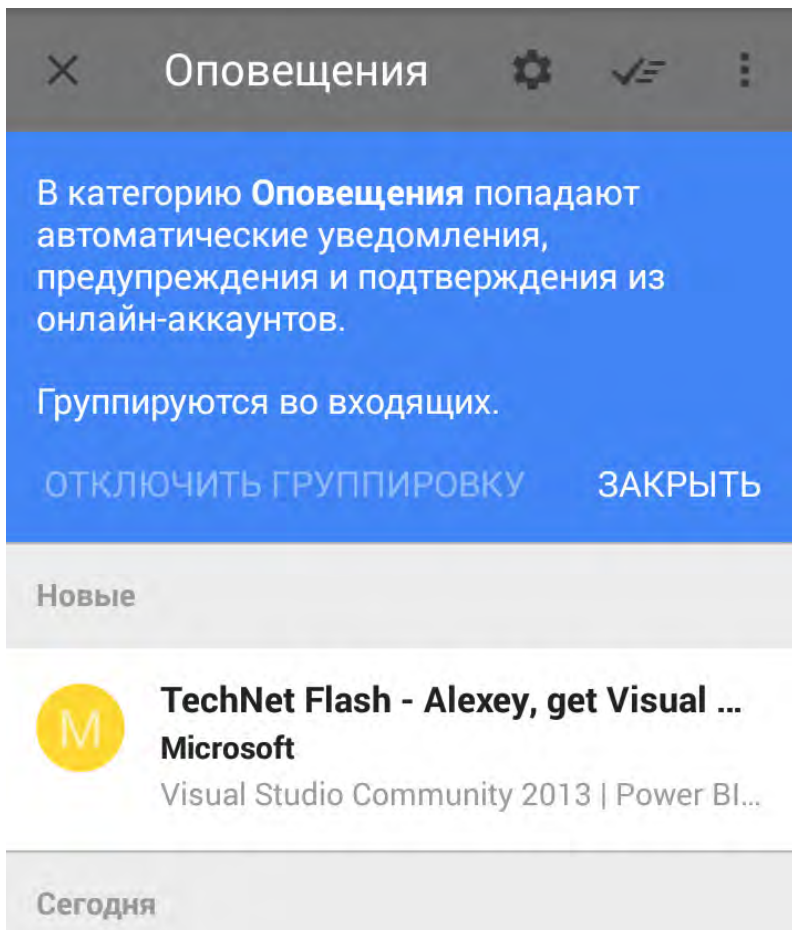 Оповещения
В категорию Оповещения попадают
автоматические уведомления,
предупреждения и подтверждения из
онлайн-аккаунтов.
Группируются во входящих.
ОТКЛЮЧИТЬ ГРУППИРОВКУ ЗАКРЫТЬ
Новые
M
TechNet Flash - Alexey, get Visual ...
Microsoft
Visual Studio Community 2013 | Power BI...
Сегодня